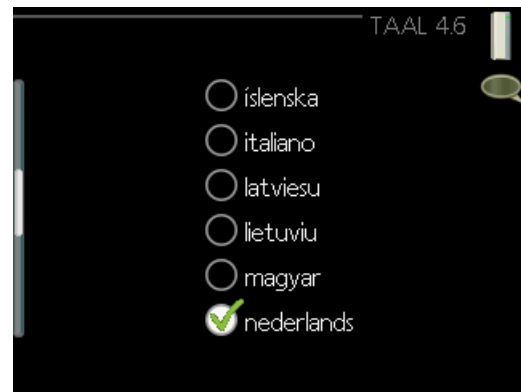 TAAL 4.6
íslenska
italiano
latviesu
lietuviu
magyar
nederlands